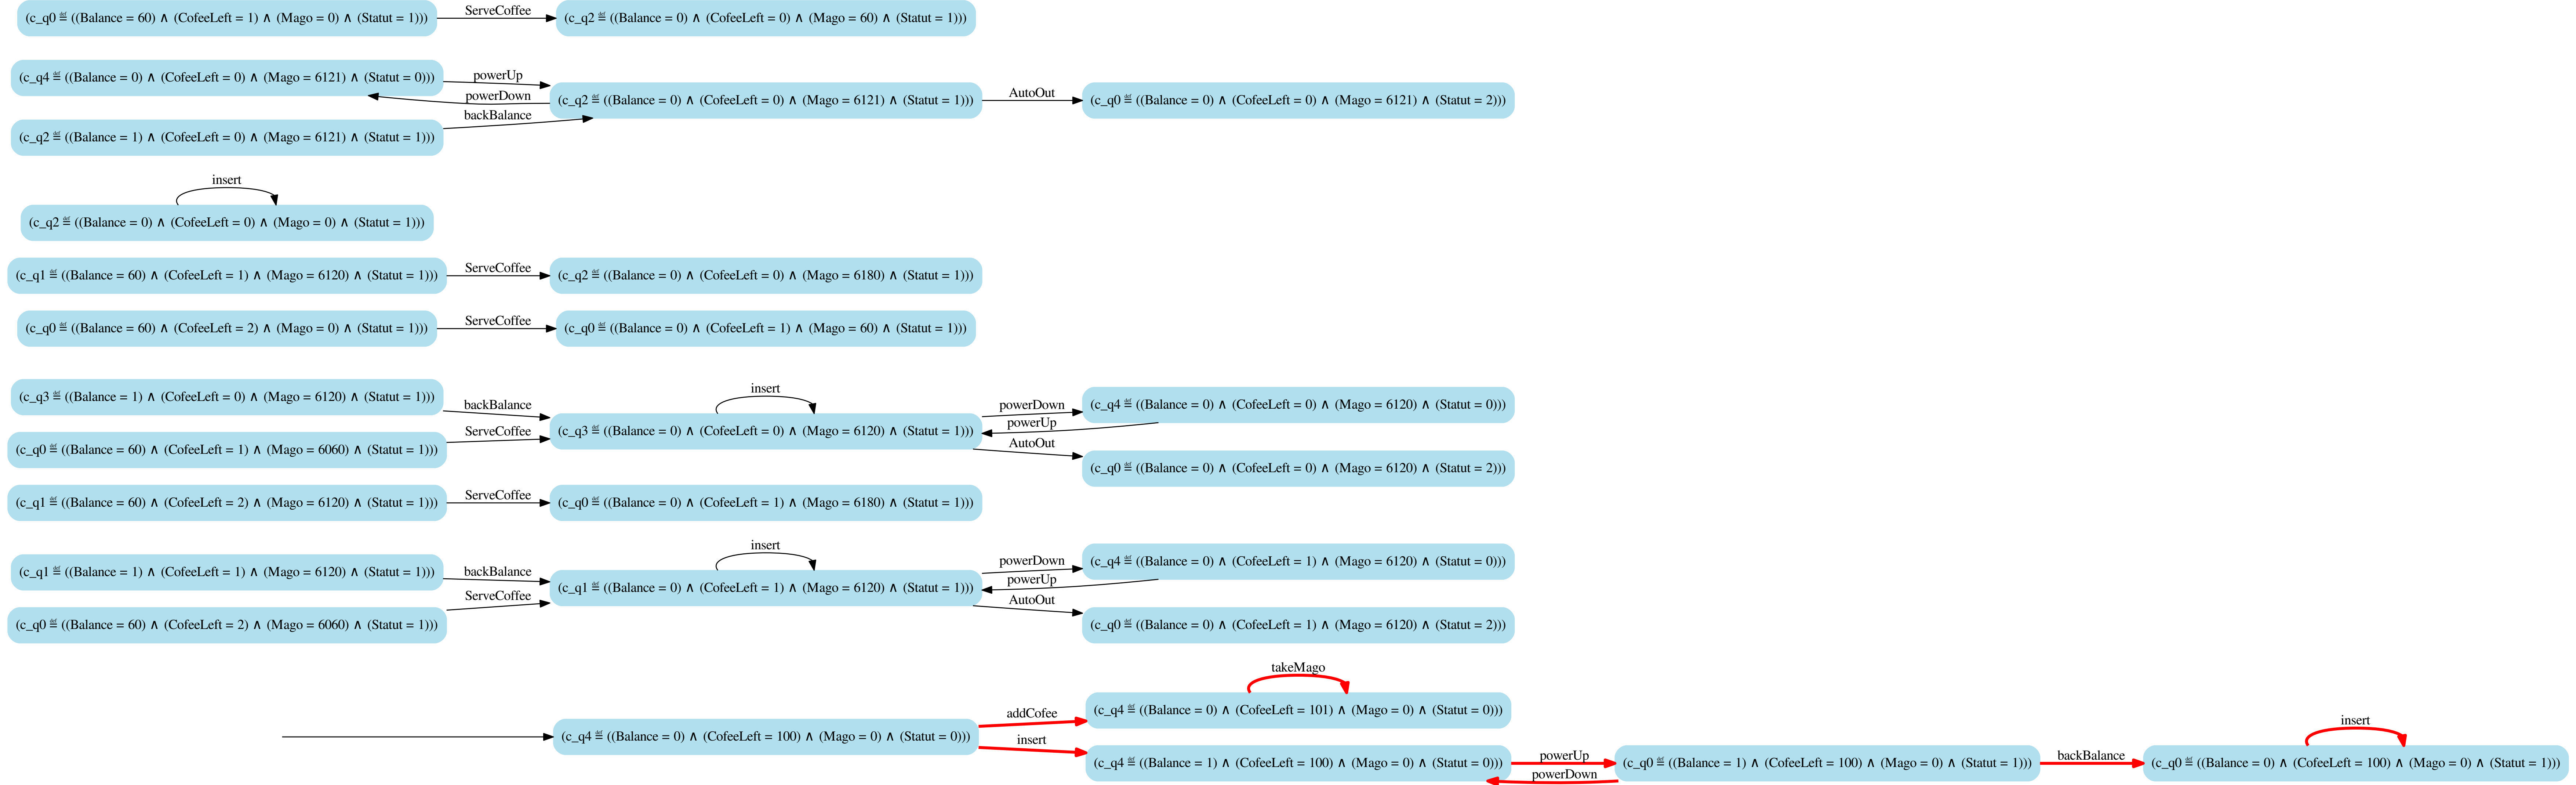 (c_q0 ≝ ((Balance = 60) ∧ (CofeeLeft = 1) ∧ (Mago = 0) ∧ (Statut = 1)))
ServeCoffee
(c_q2 ≝ ((Balance = 0) ∧ (CofeeLeft = 0) ∧ (Mago = 60) ∧ (Statut = 1)))
(c_q4 ≝ ((Balance = 0) ∧ (CofeeLeft = 0) ∧ (Mago = 6121) ∧ (Statut = 0)))
powerUp
powerDown
(c_q2 ≝ ((Balance = 0) ∧ (CofeeLeft = 0) ∧ (Mago = 6121) ∧ (Statut = 1)))
AutoOut
(c_q0 ≝ ((Balance = 0) ∧ (CofeeLeft = 0) ∧ (Mago = 6121) ∧ (Statut = 2)))
backBalance
(c_q2 ≝ ((Balance = 1) ∧ (CofeeLeft = 0) ∧ (Mago = 6121) ∧ (Statut = 1)))
insert
(c_q2 ≝ ((Balance = 0) ∧ (CofeeLeft = 0) ∧ (Mago = 0) ∧ (Statut = 1)))
(c_q1 ≝ ((Balance = 60) ∧ (CofeeLeft = 1) ∧ (Mago = 6120) ∧ (Statut = 1)))
ServeCoffee
(c_q2 ≝ ((Balance = 0) ∧ (CofeeLeft = 0) ∧ (Mago = 6180) ∧ (Statut = 1)))
(c_q0 ≝ ((Balance = 60) ∧ (CofeeLeft = 2) ∧ (Mago = 0) ∧ (Statut = 1)))
ServeCoffee
(c_q0 ≝ ((Balance = 0) ∧ (CofeeLeft = 1) ∧ (Mago = 60) ∧ (Statut = 1)))
(c_q3 ≝ ((Balance = 1) ∧ (CofeeLeft = 0) ∧ (Mago = 6120) ∧ (Statut = 1)))
backBalance
insert
(c_q3 ≝ ((Balance = 0) ∧ (CofeeLeft = 0) ∧ (Mago = 6120) ∧ (Statut = 1)))
powerDown
(c_q4 ≝ ((Balance = 0) ∧ (CofeeLeft = 0) ∧ (Mago = 6120) ∧ (Statut = 0)))
powerUp
(c_q0 ≝ ((Balance = 60) ∧ (CofeeLeft = 1) ∧ (Mago = 6060) ∧ (Statut = 1)))
ServeCoffee
AutoOut
(c_q0 ≝ ((Balance = 0) ∧ (CofeeLeft = 0) ∧ (Mago = 6120) ∧ (Statut = 2)))
(c_q1 ≝ ((Balance = 60) ∧ (CofeeLeft = 2) ∧ (Mago = 6120) ∧ (Statut = 1)))
ServeCoffee
(c_q0 ≝ ((Balance = 0) ∧ (CofeeLeft = 1) ∧ (Mago = 6180) ∧ (Statut = 1)))
(c_q1 ≝ ((Balance = 1) ∧ (CofeeLeft = 1) ∧ (Mago = 6120) ∧ (Statut = 1)))
backBalance
insert
(c_q1 ≝ ((Balance = 0) ∧ (CofeeLeft = 1) ∧ (Mago = 6120) ∧ (Statut = 1)))
powerDown
(c_q4 ≝ ((Balance = 0) ∧ (CofeeLeft = 1) ∧ (Mago = 6120) ∧ (Statut = 0)))
powerUp
(c_q0 ≝ ((Balance = 60) ∧ (CofeeLeft = 2) ∧ (Mago = 6060) ∧ (Statut = 1)))
ServeCoffee
AutoOut
(c_q0 ≝ ((Balance = 0) ∧ (CofeeLeft = 1) ∧ (Mago = 6120) ∧ (Statut = 2)))
(c_q4 ≝ ((Balance = 0) ∧ (CofeeLeft = 100) ∧ (Mago = 0) ∧ (Statut = 0)))
addCofee
takeMago
(c_q4 ≝ ((Balance = 0) ∧ (CofeeLeft = 101) ∧ (Mago = 0) ∧ (Statut = 0)))
insert
(c_q4 ≝ ((Balance = 1) ∧ (CofeeLeft = 100) ∧ (Mago = 0) ∧ (Statut = 0)))
powerUp
powerDown
(c_q0 ≝ ((Balance = 1) ∧ (CofeeLeft = 100) ∧ (Mago = 0) ∧ (Statut = 1)))
backBalance
insert
(c_q0 ≝ ((Balance = 0) ∧ (CofeeLeft = 100) ∧ (Mago = 0) ∧ (Statut = 1)))